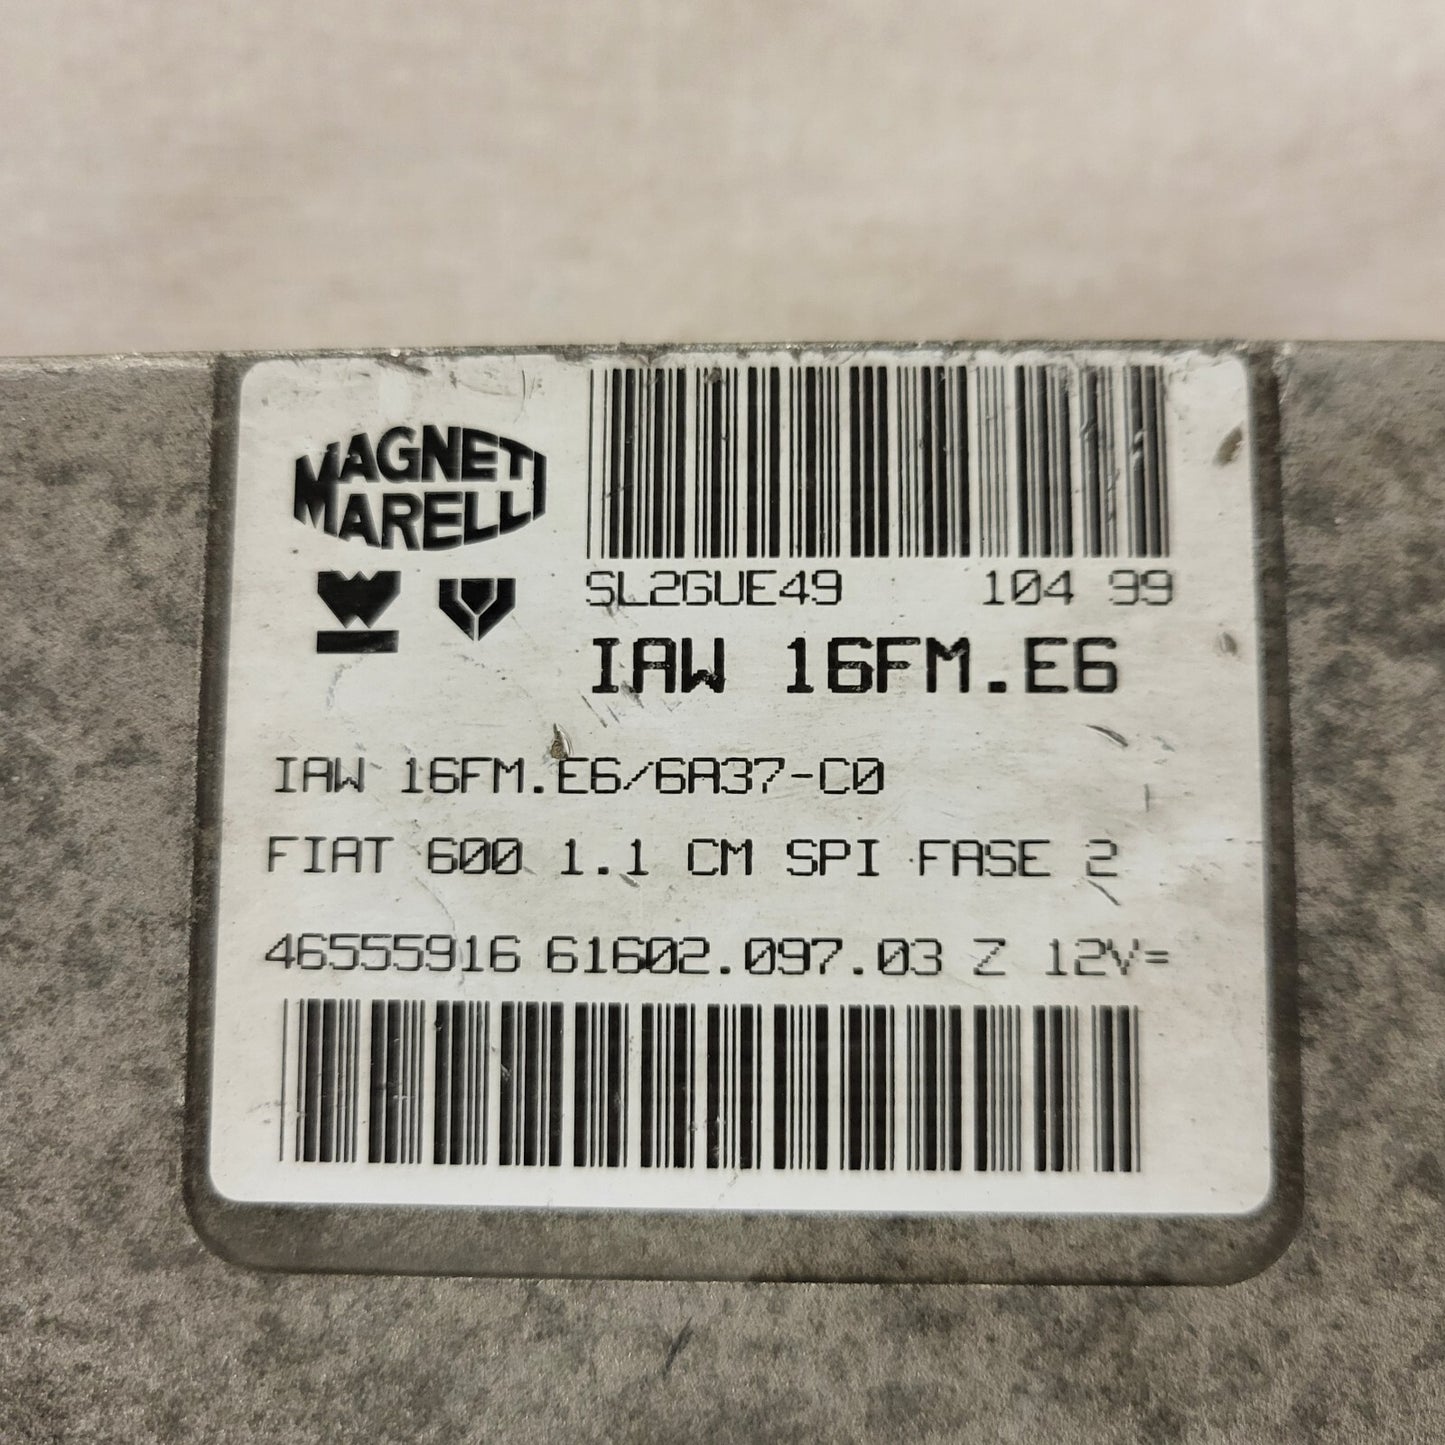 MAGNETI
MARELLI
SL2GUE49 104 99
IAW 16FM.E6
IAW 16FM.E6/6A37-C0
FIAT 600 1.1 CM SPI FASE 2
46555916 61602.097.03 Z 12V=